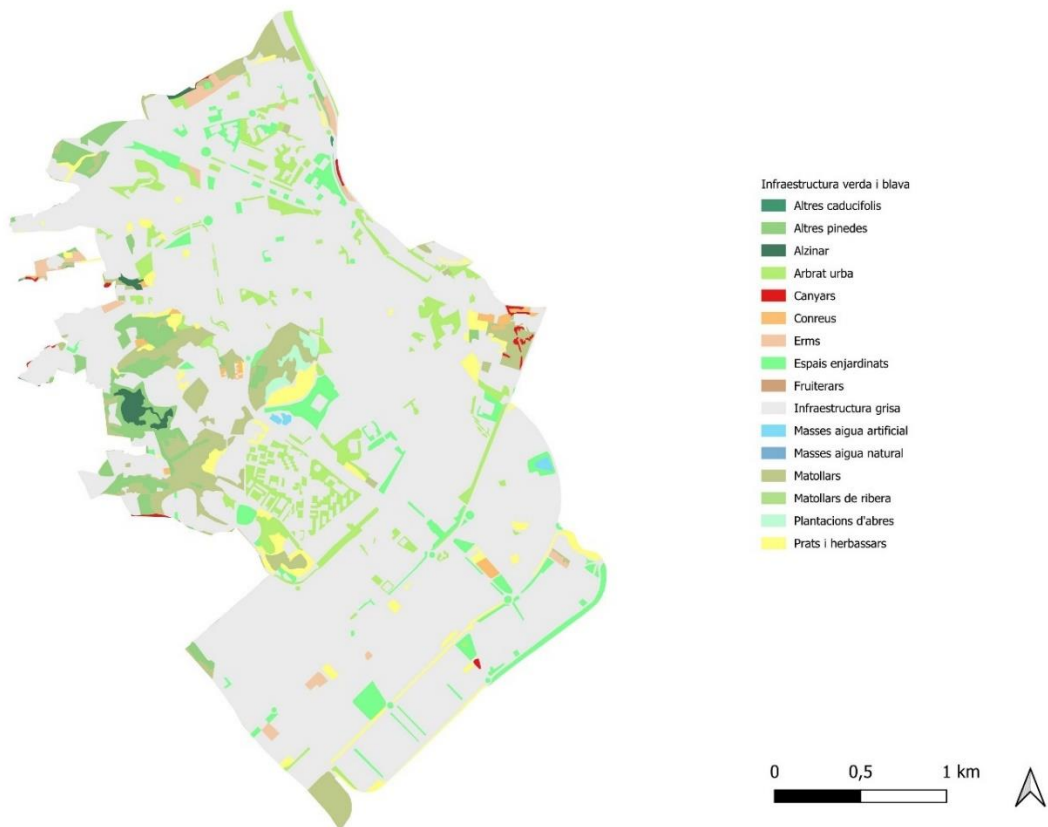 Infraestructura verda i blava
Altres caducifolis
Altres pinedes
Alzinar
Arbrat urba
Canyars
Conreus
Erms
Espais enjardinats
Fruiterars
Infraestructura grisa
Masses aigua artificial
Masses aigua natural
Matollars
Matollars de ribera
Plantacions d'abres
Prats i herbassars
0 0,5 1 km